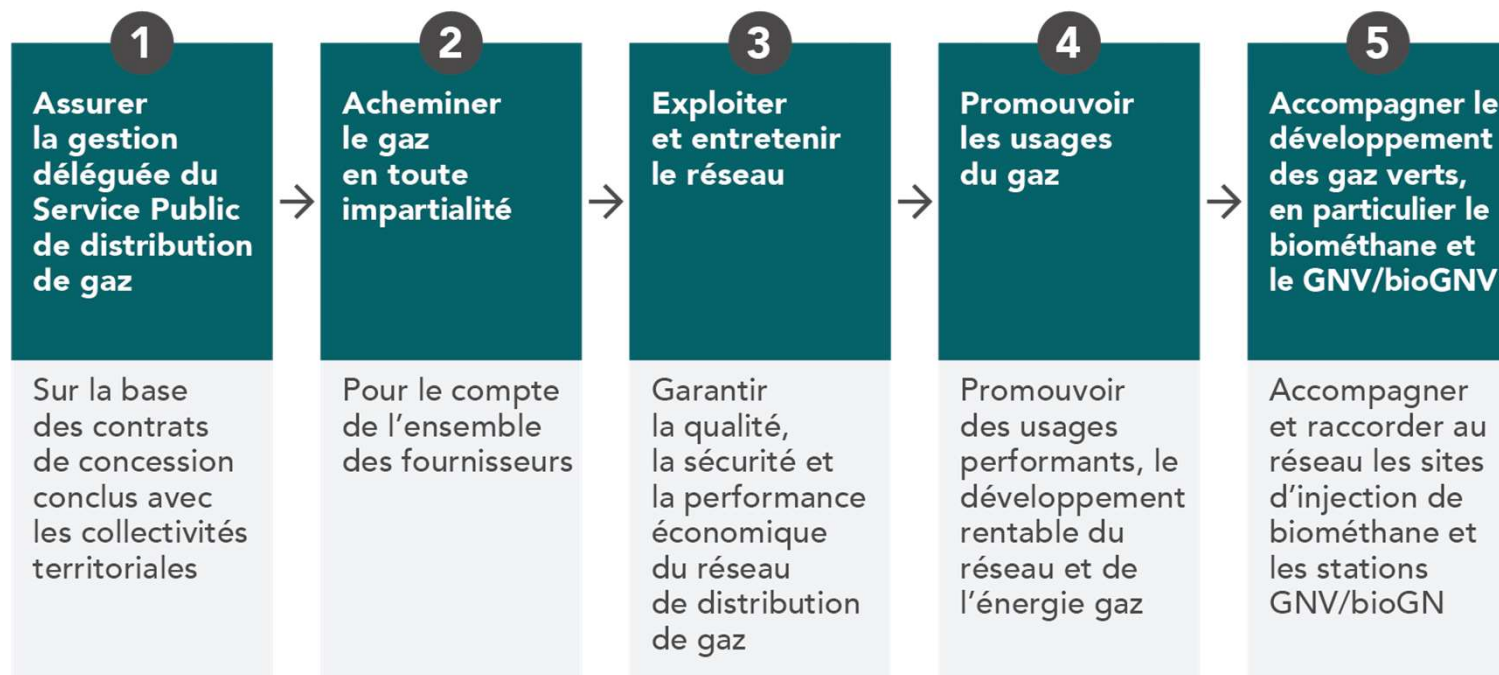 1
Assurer
la gestion
déléguée du
Service Public
de distribution
de gaz
Sur la base
des contrats
de concession
conclus avec
les collectivités
territoriales
2
Acheminer
le gaz
en toute
impartialité
Pour le compte
de l'ensemble
des fournisseurs
3
Exploiter
et entretenir
le réseau
Garantir
la qualité,
la sécurité et
la performance
économique
du réseau
de distribution
de gaz
4
Promouvoir
les usages
du gaz
Promouvoir
des usages
performants, le
développement
rentable du
réseau et de
l'énergie gaz
5
Accompagner le
développement
des gaz verts,
en particulier le
biométhane et
le GNV/bioGNV
Accompagner
et raccorder au
réseau les sites
d'injection de
biométhane et
les stations
GNV/bioGN